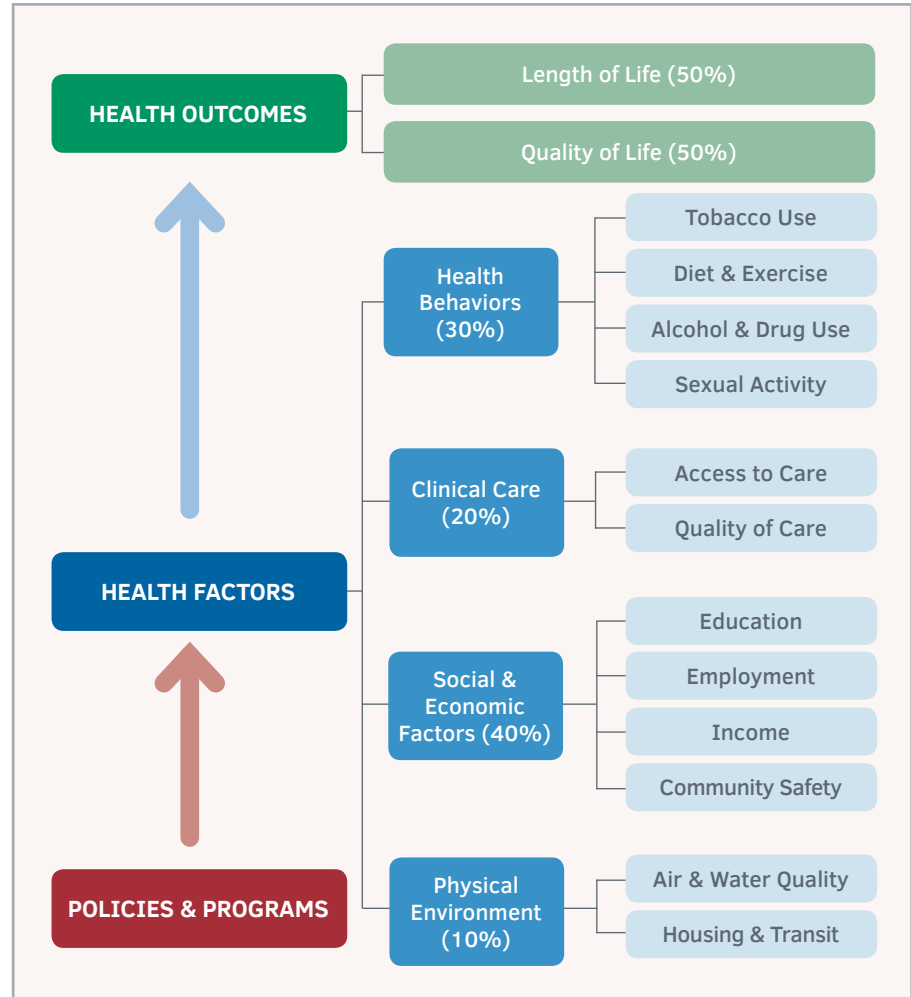 HEALTH OUTCOMES
Length of Life (50%)
Quality of Life (50%)
HEALTH FACTORS
Health
Behaviors
(30%)
Tobacco Use
Diet & Exercise
Alcohol & Drug Use
Sexual Activity
Clinical Care
(20%)
Access to Care
Quality of Care
Social &
Economic
Factors (40%)
Education
Employment
Income
Community Safety
Physical
Environment
(10%)
Air & Water Quality
Housing & Transit
POLICIES & PROGRAMS